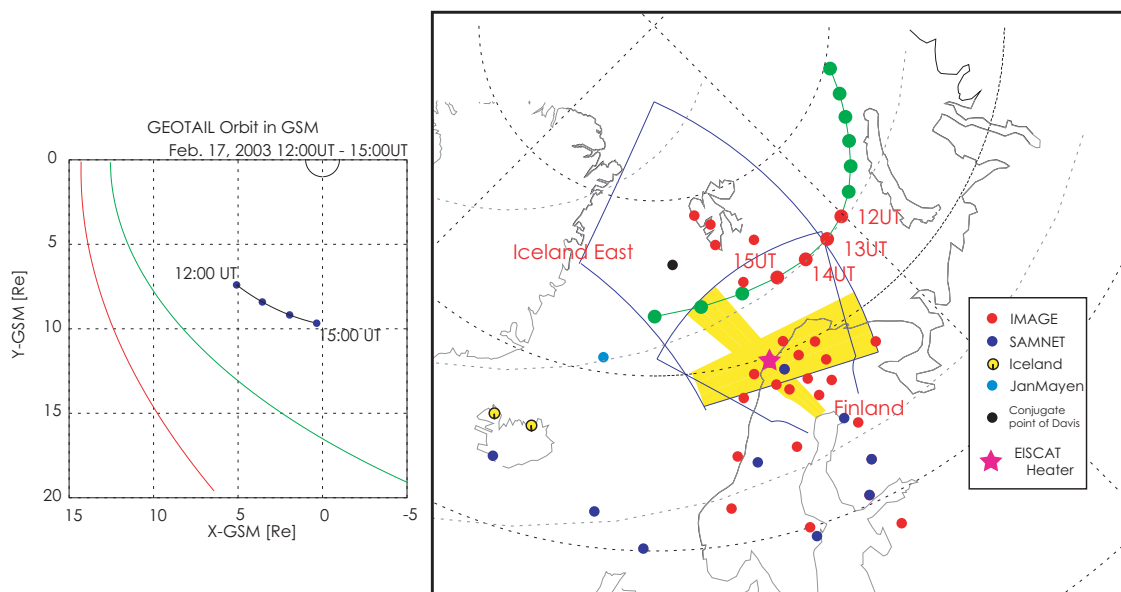 GEOTAIL Orbit in GSM
Feb. 17, 2003 12:00UT - 15:00UT
0
5
10
15
20
Y-GSM [Re]
12:00 UT
15:00 UT
15
10
5
0
-5
X-GSM [Re]
12UT
13UT
14UT
15UT
Iceland East
Finland
IMAGE
SAMNET
Iceland
JanMayen
Conjugate
point of Davis
EISCAT
Heater